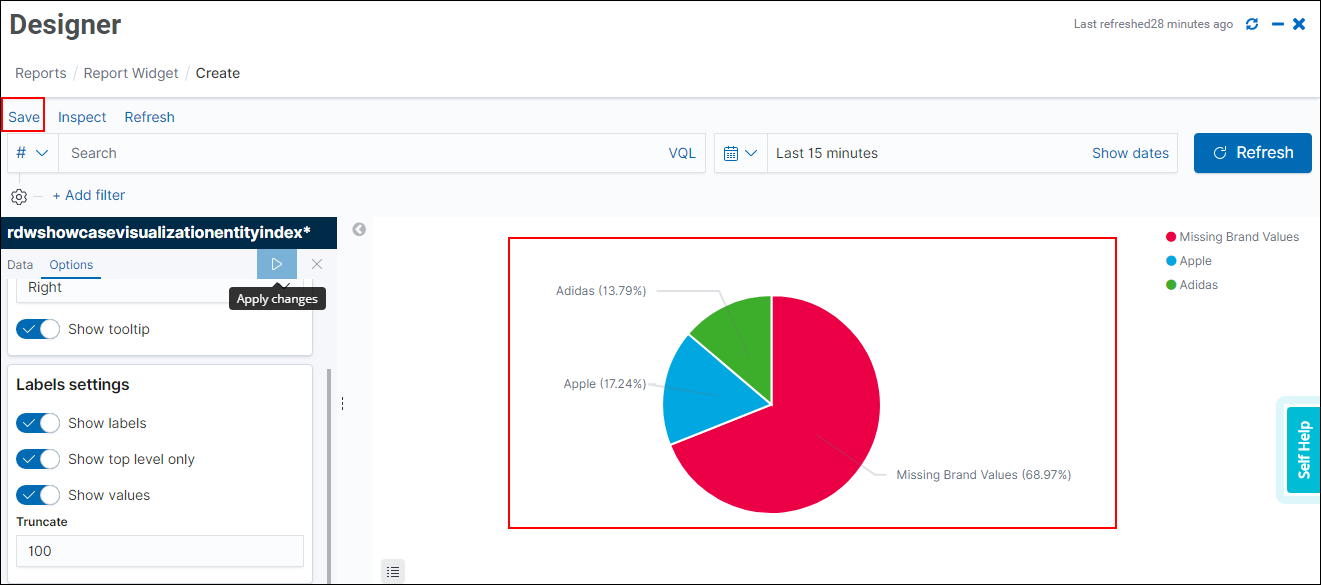 Designer
Last refreshed28 minutes ago
Reports / Report Widget / Create
Save Inspect Refresh
# Search VQL Last 15 minutes Show dates Refresh
+ Add filter
rdwshowcasevisualizationentityindex*
Data Options
Right
Apply changes
Show tooltip
Labels settings
Show labels
Show top level only
Show values
Truncate
100
Adidas (13.79%)
Apple (17.24%)
Missing Brand Values (68.97%)
Missing Brand Values
Apple
Adidas
Self Help